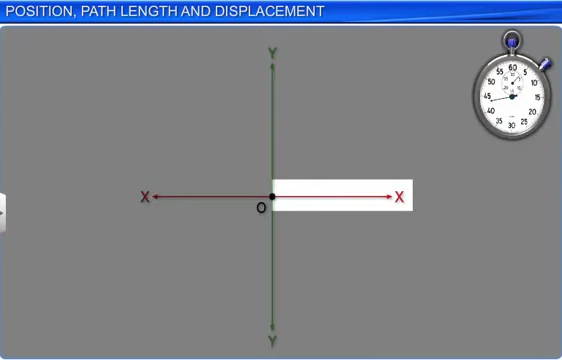 POSITION, PATH LENGTH AND DISPLACEMENT
Y
X
X
O
Y
60
55
5
50
10
45
15
40
20
35
25
30